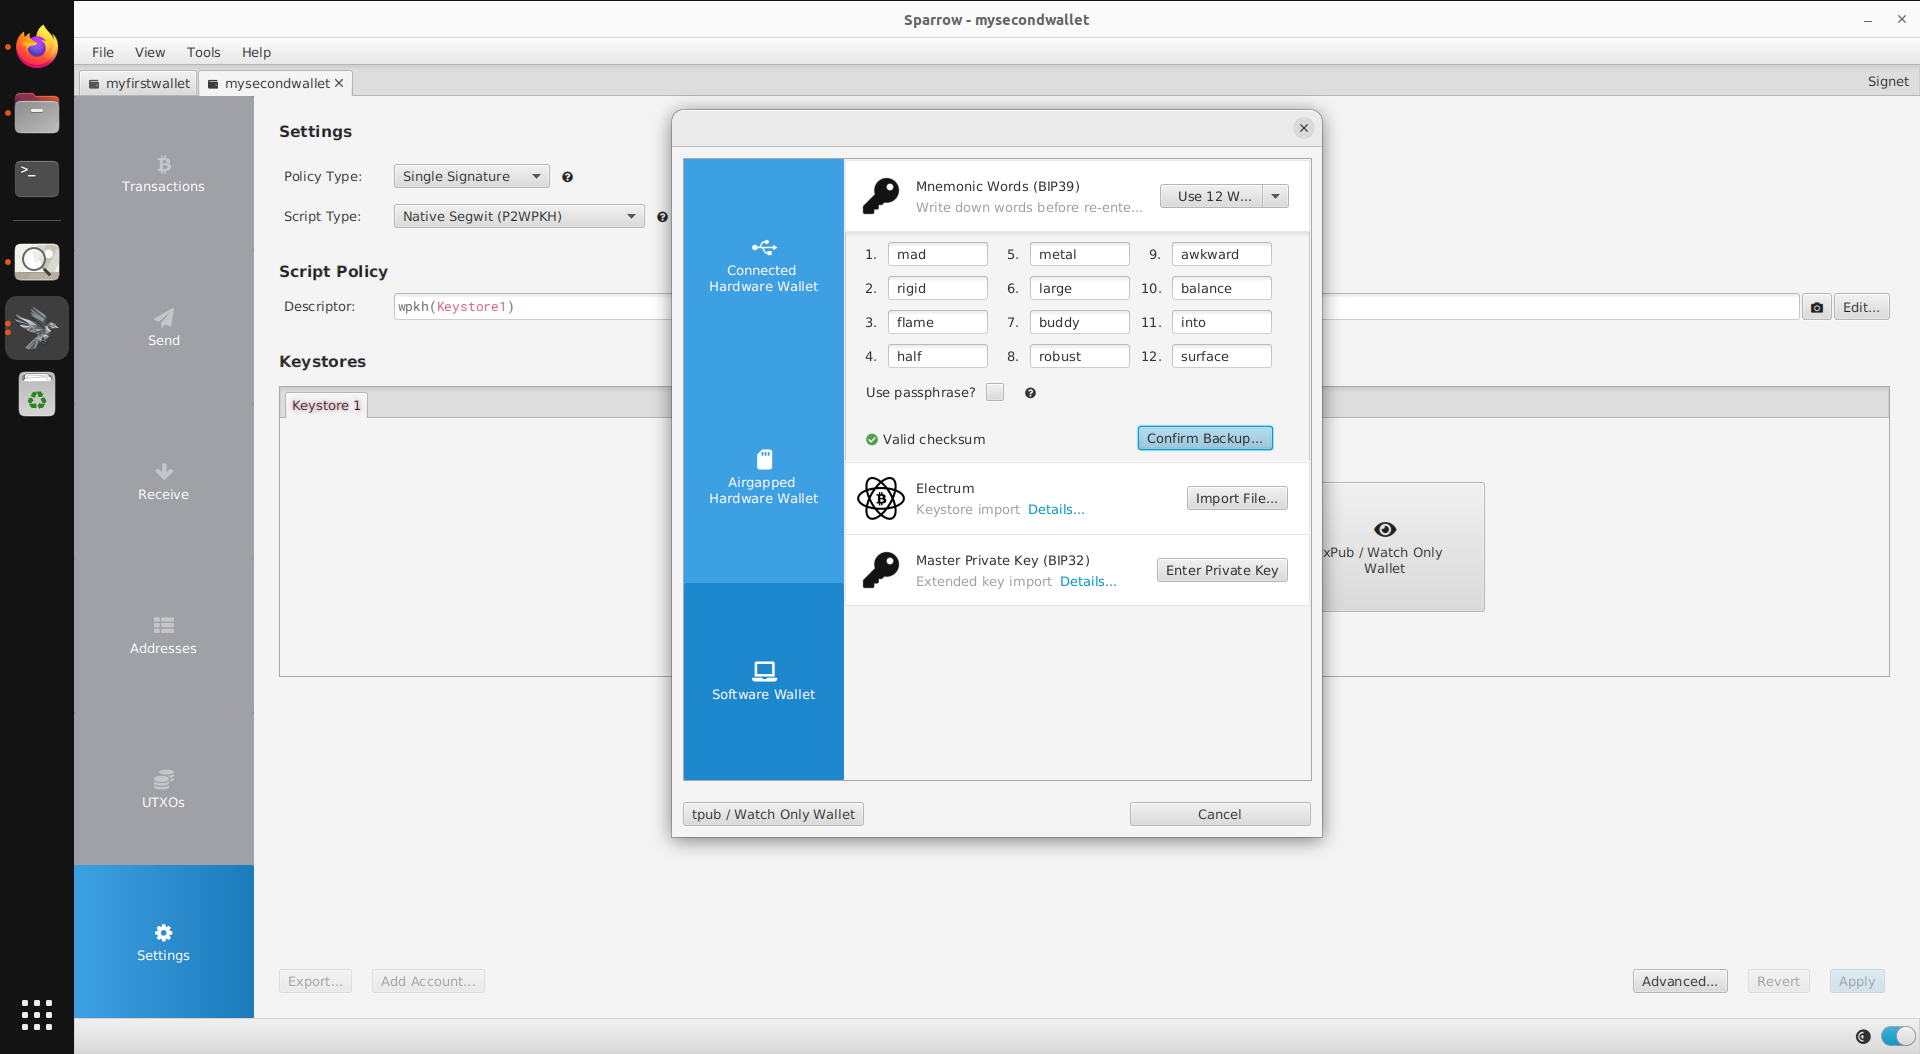 Sparrow - mysecondwallet
File View Tools Help
myfirstwallet mysecondwallet Signet
Transactions
Send
Receive
Addresses
UTXOs
Settings
Settings
Policy Type: Single Signature
Script Type: Native Segwit (P2WPKH)
Script Policy
Descriptor: wpkh(Keystore1) Edit...
Keystores
Keystore 1
xPub / Watch Only
Wallet
Export... Add Account... Advanced... Revert Apply
Connected
Hardware Wallet
Airgapped
Hardware Wallet
Software Wallet
Mnemonic Words (BIP39)
Write down words before re-ente...
Use 12 W...
1. mad 5. metal 9. awkward
2. rigid 6. large 10. balance
3. flame 7. buddy 11. into
4. half 8. robust 12. surface
Use passphrase?
Valid checksum Confirm Backup...
Electrum
Keystore import Details...
Import File...
Master Private Key (BIP32)
Extended key import Details...
Enter Private Key
tpub / Watch Only Wallet Cancel